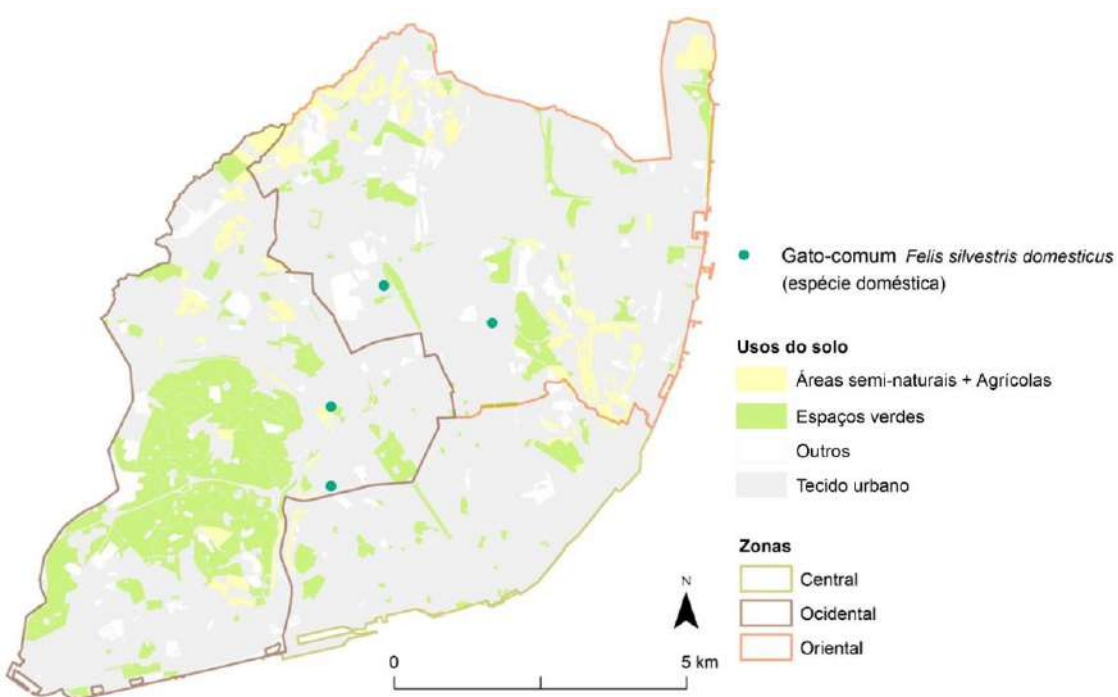 Gato-comum Felis silvestris domesticus
(espécie doméstica)
Usos do solo
Áreas semi-naturais + Agrícolas
Espaços verdes
Outros
Tecido urbano
Zonas
Central
Ocidental
Oriental
N
0 5 km